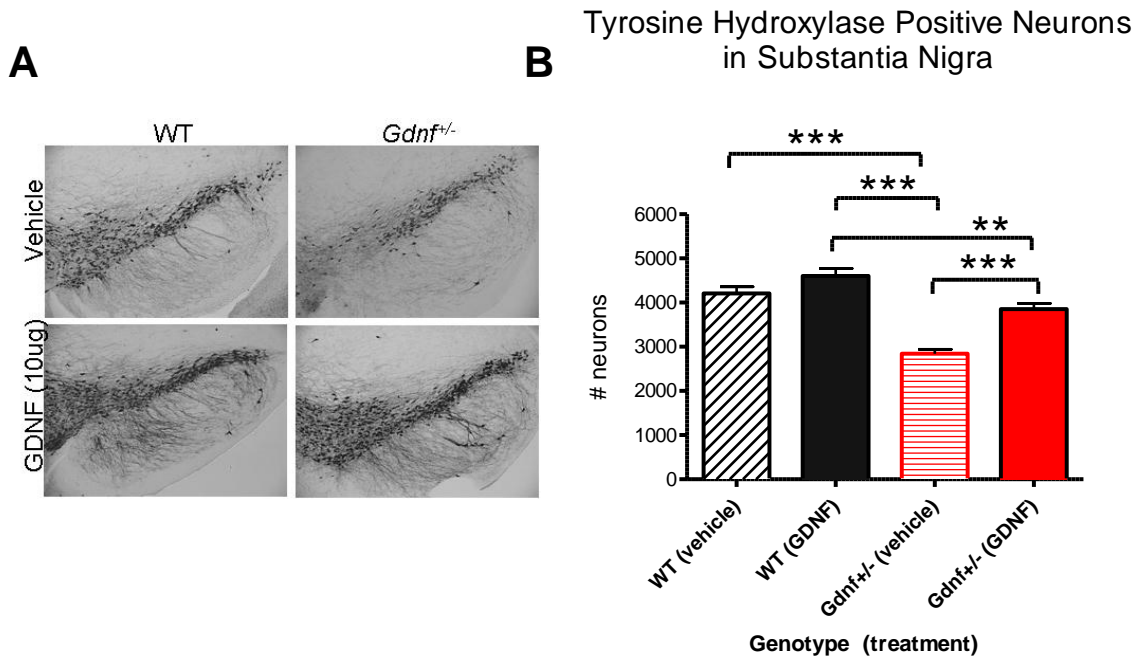 A
WT
Gdnf+/-
Vehicle
GDNF (10ug)
B
Tyrosine Hydroxylase Positive Neurons
in Substantia Nigra
***
***
**
***
# neurons
6000
5000
4000
3000
2000
1000
0
WT (vehicle)
WT (GDNF)
Gdnf+/- (vehicle)
Gdnf+/- (GDNF)
Genotype (treatment)